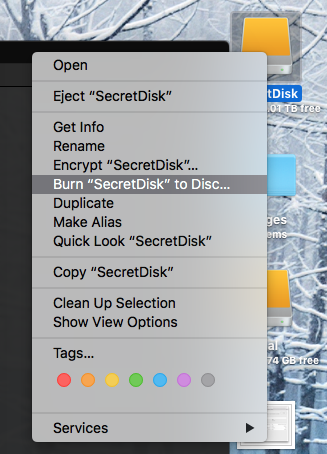 Open
Eject “SecretDisk”
Get Info
Rename
Encrypt “SecretDisk”...
Burn “SecretDisk” to Disc...
Duplicate
Make Alias
Quick Look “SecretDisk”
Copy “SecretDisk”
Clean Up Selection
Show View Options
Tags...
Services
tDisk
.01 TB free
ges
ems
al
74 GB free